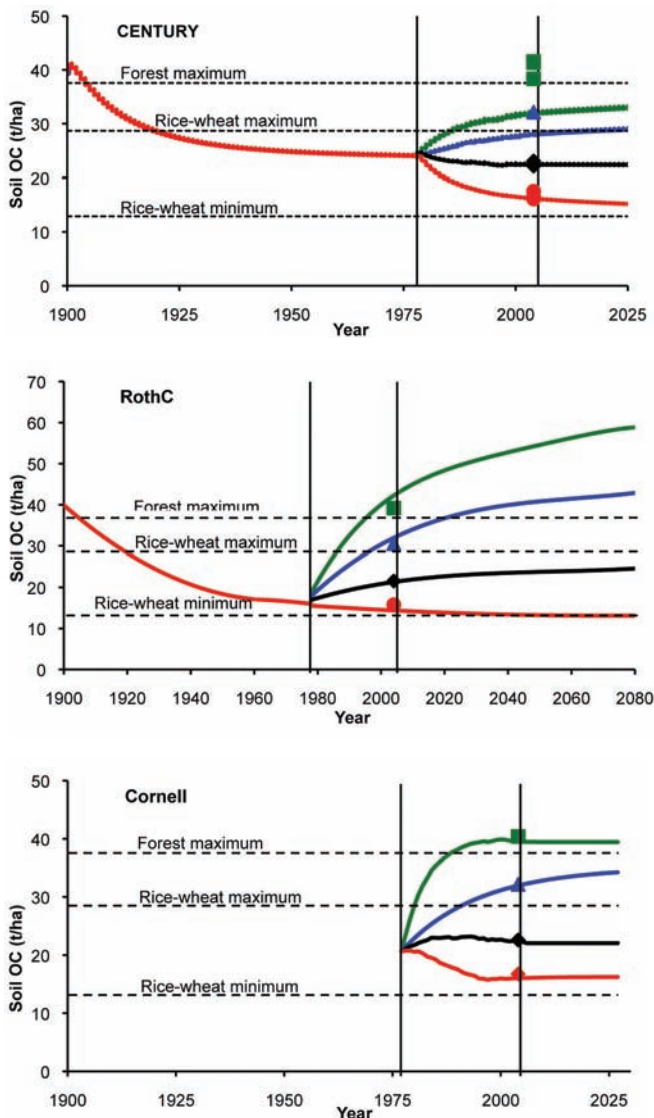 CENTURY
50
40
30
20
10
0
Soil OC (t/ha)
Forest maximum
Rice-wheat maximum
Rice-wheat minimum
1900 1925 1950 1975 2000 2025
Year
RothC
70
60
50
40
30
20
10
0
Soil OC (t/ha)
Forest maximum
Rice-wheat maximum
Rice-wheat minimum
1900 1920 1940 1960 1980 2000 2020 2040 2060 2080
Year
Cornell
50
40
30
20
10
0
Soil OC (t/ha)
Forest maximum
Rice-wheat maximum
Rice-wheat minimum
1900 1925 1950 1975 2000 2025
Year